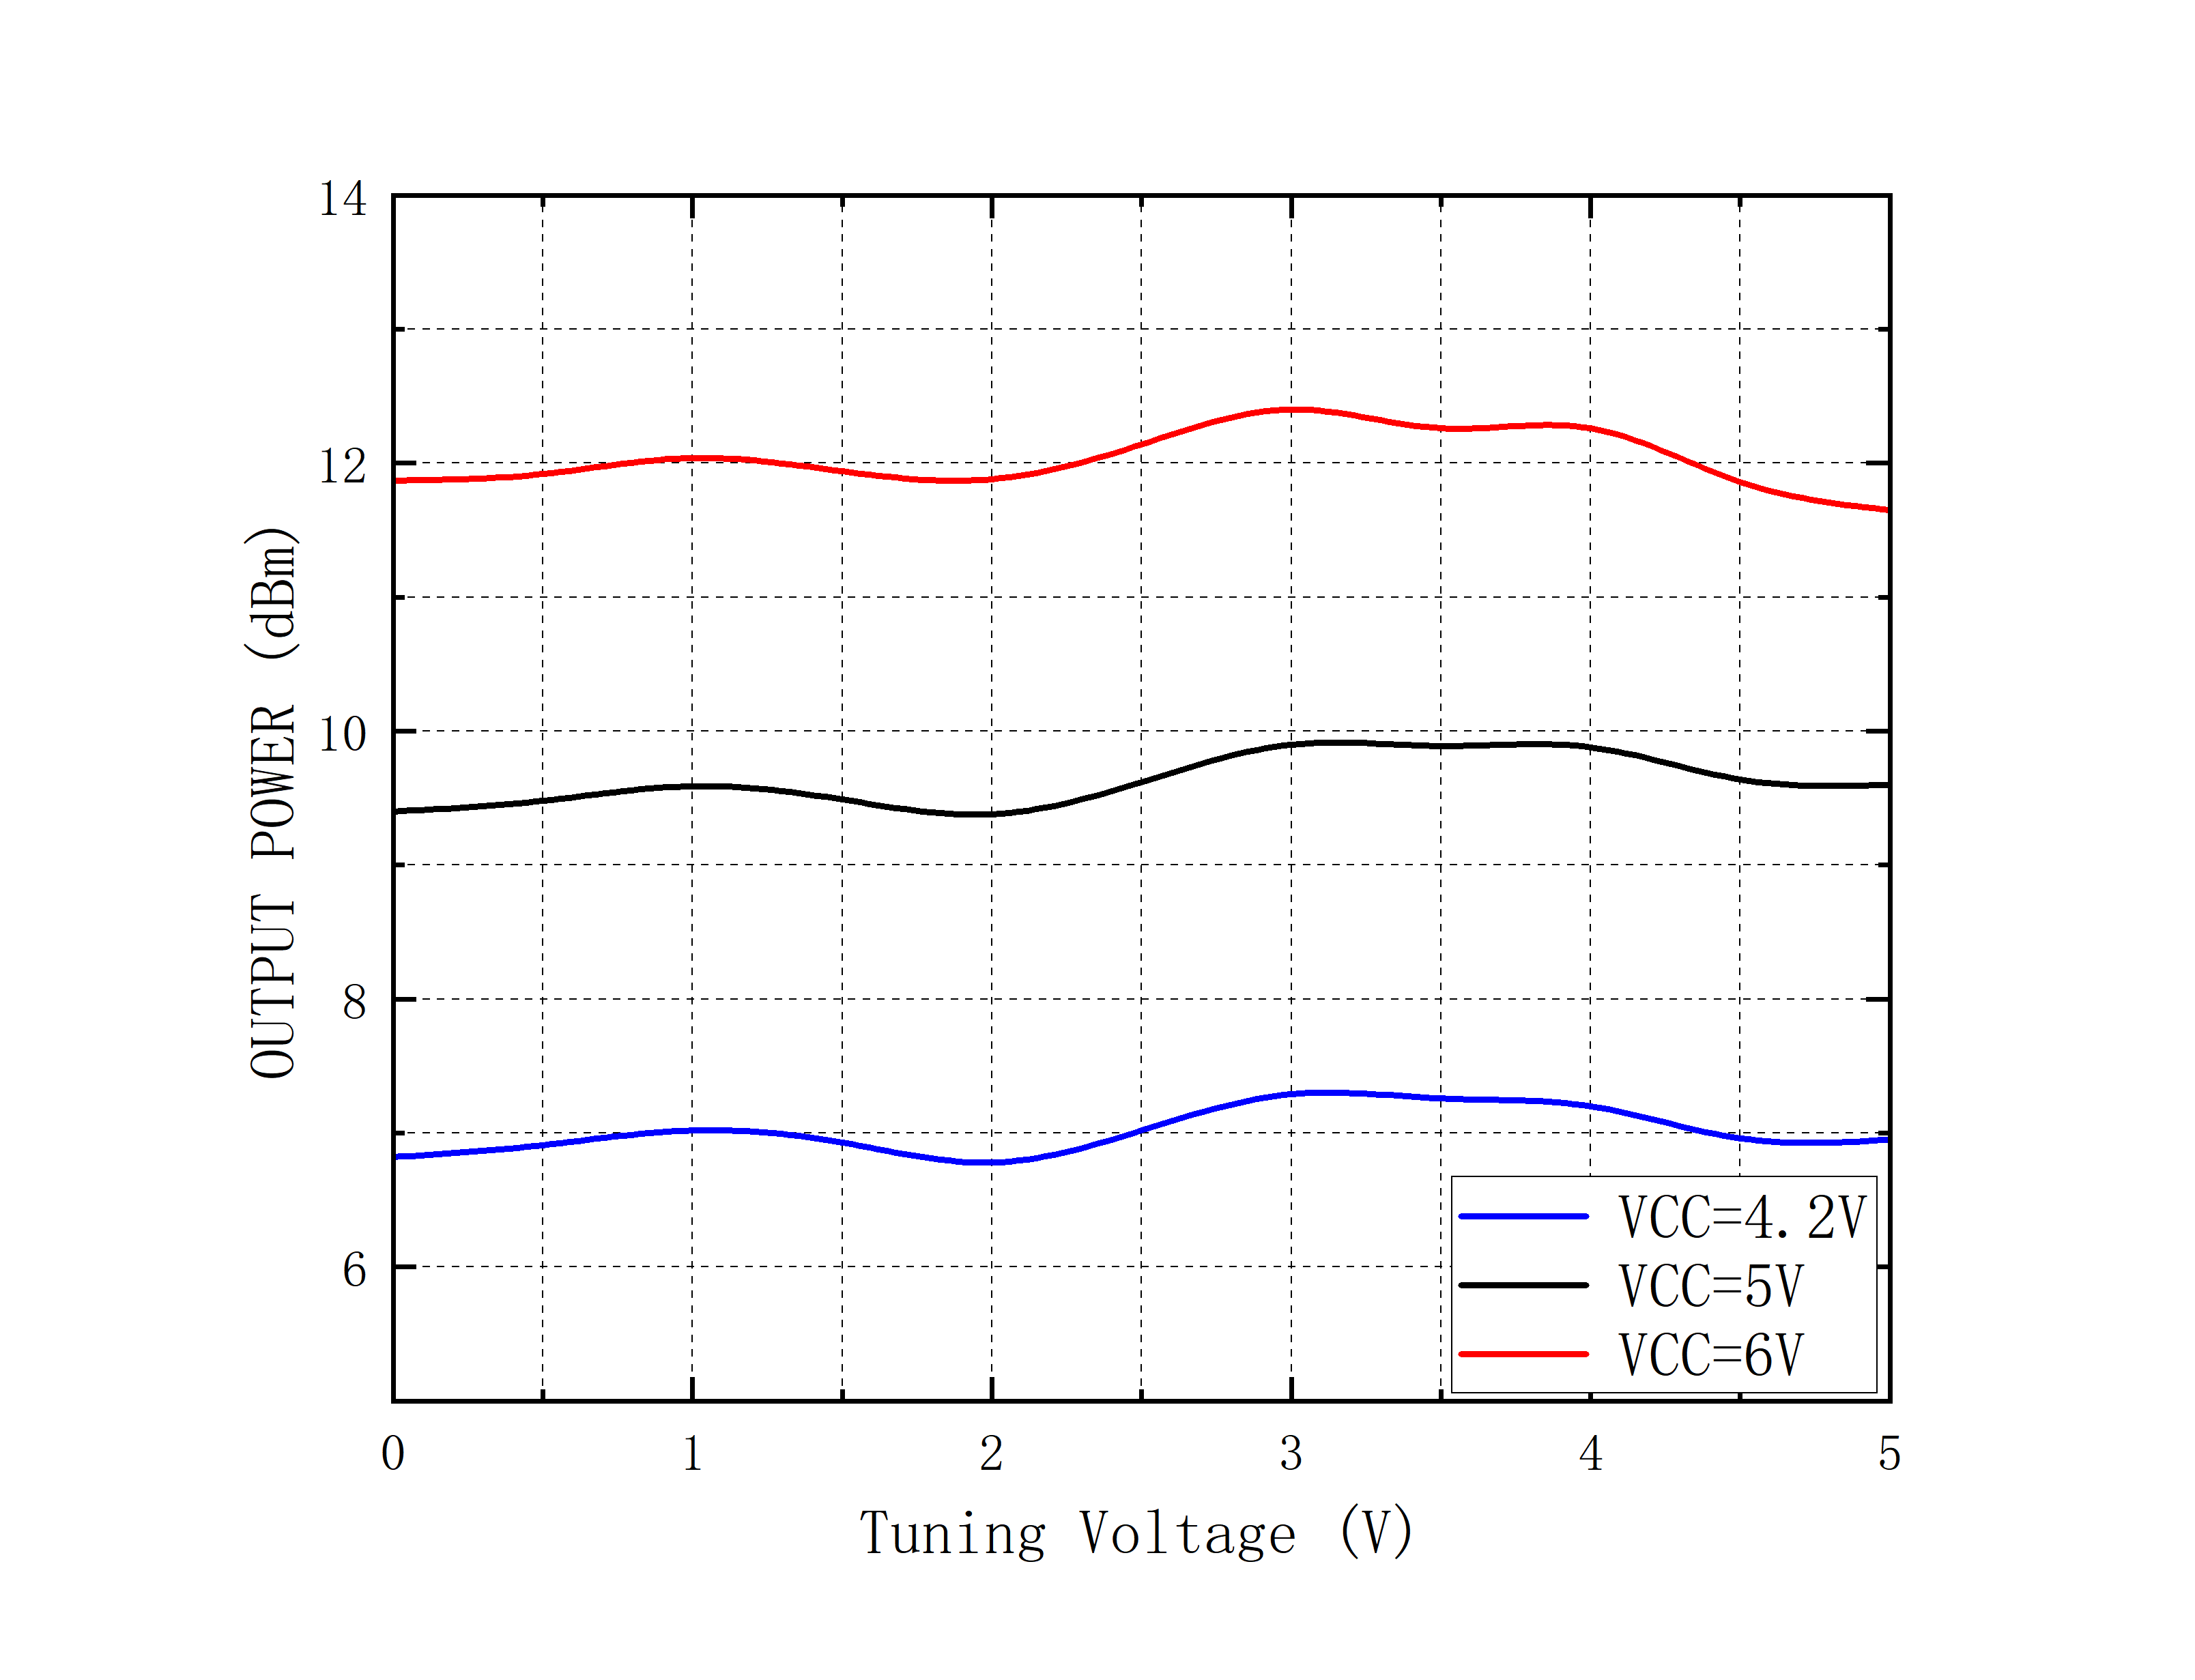 14
12
10
8
6
OUTPUT POWER (dBm)
VCC=4.2V
VCC=5V
VCC=6V
0 1 2 3 4 5
Tuning Voltage (V)